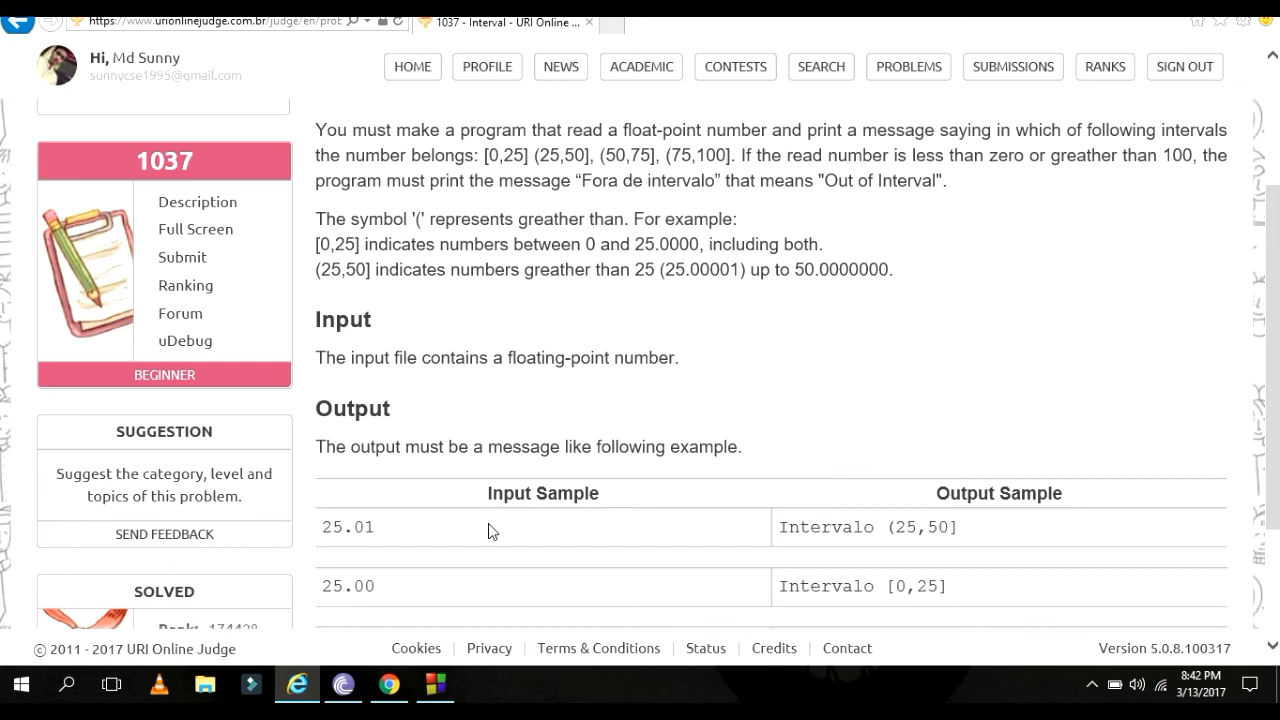 https://www.urionlinejudge.com.br/judge/en/prob
1037 - Interval - URI Online ...
Hi, Md Sunny
sunnycse1995@gmail.com
HOME
PROFILE
NEWS
ACADEMIC
CONTESTS
SEARCH
PROBLEMS
SUBMISSIONS
RANKS
SIGN OUT
1037
Description
Full Screen
Submit
Ranking
Forum
uDebug
BEGINNER
SUGGESTION
Suggest the category, level and
topics of this problem.
SEND FEEDBACK
SOLVED
You must make a program that read a float-point number and print a message saying in which of following intervals
the number belongs: [0,25] (25,50], (50,75], (75,100]. If the read number is less than zero or greather than 100, the
program must print the message “Fora de intervalo” that means "Out of Interval".
The symbol '(' represents greather than. For example:
[0,25] indicates numbers between 0 and 25.0000, including both.
(25,50] indicates numbers greather than 25 (25.00001) up to 50.0000000.
Input
The input file contains a floating-point number.
Output
The output must be a message like following example.
Input Sample
Output Sample
25.01
Intervalo (25,50]
25.00
Intervalo [0,25]
© 2011 - 2017 URI Online Judge
Cookies
Privacy
Terms & Conditions
Status
Credits
Contact
Version 5.0.8.100317
8:42 PM
3/13/2017